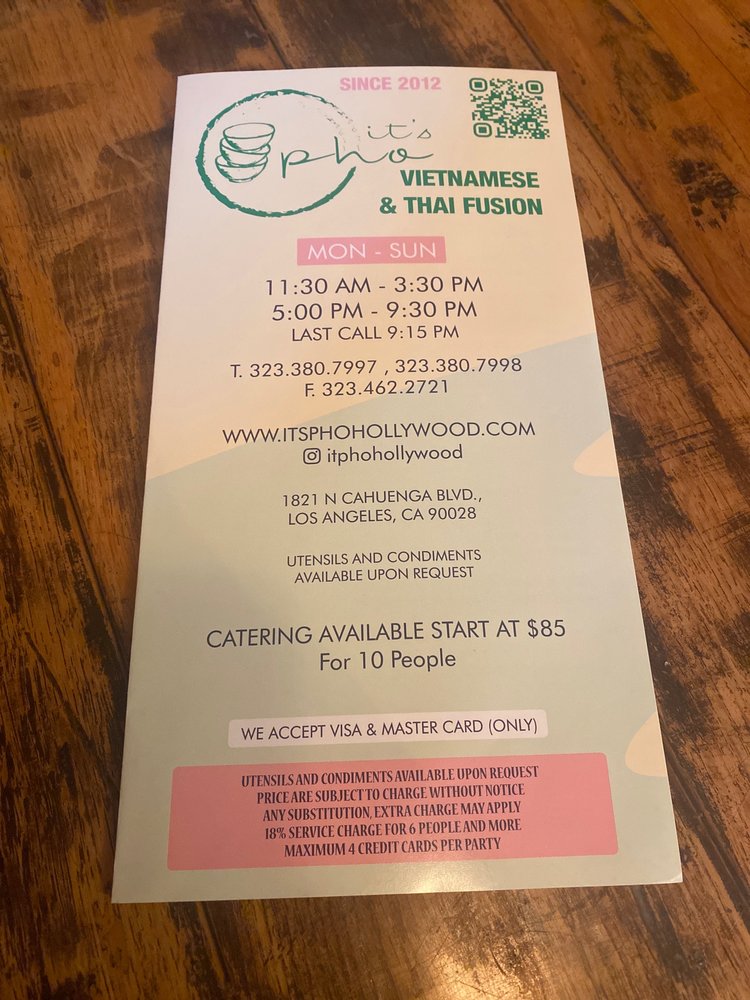 SINCE 2012
it's
pho
VIETNAMESE
& THAI FUSION
MON - SUN
11:30 AM - 3:30 PM
5:00 PM - 9:30 PM
LAST CALL 9:15 PM
T. 323.380.7997 , 323.380.7998
F. 323.462.2721
WWW.ITSPHOHOLLYWOOD.COM
itphohollywood
1821 N CAHUENGA BLVD.,
LOS ANGELES, CA 90028
UTENSILS AND CONDIMENTS
AVAILABLE UPON REQUEST
CATERING AVAILABLE START AT $85
For 10 People
WE ACCEPT VISA & MASTER CARD (ONLY)
UTENSILS AND CONDIMENTS AVAILABLE UPON REQUEST
PRICE ARE SUBJECT TO CHARGE WITHOUT NOTICE
ANY SUBSTITUTION, EXTRA CHARGE MAY APPLY
18% SERVICE CHARGE FOR 6 PEOPLE AND MORE
MAXIMUM 4 CREDIT CARDS PER PARTY